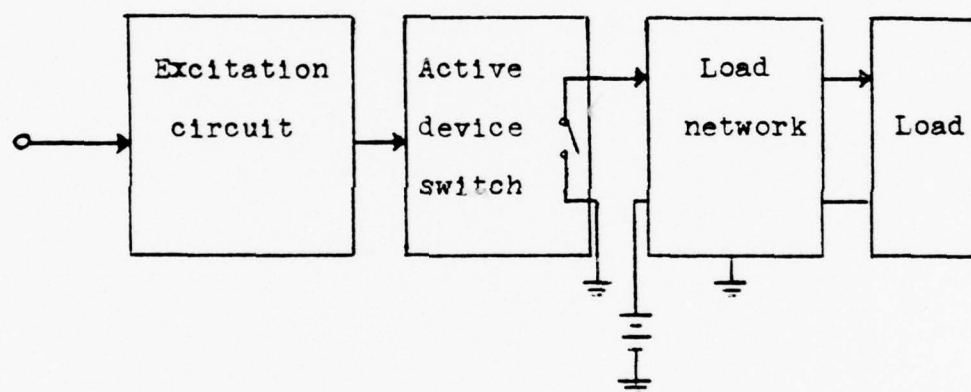 Excitation
circuit
Active
device
switch
Load
network
Load